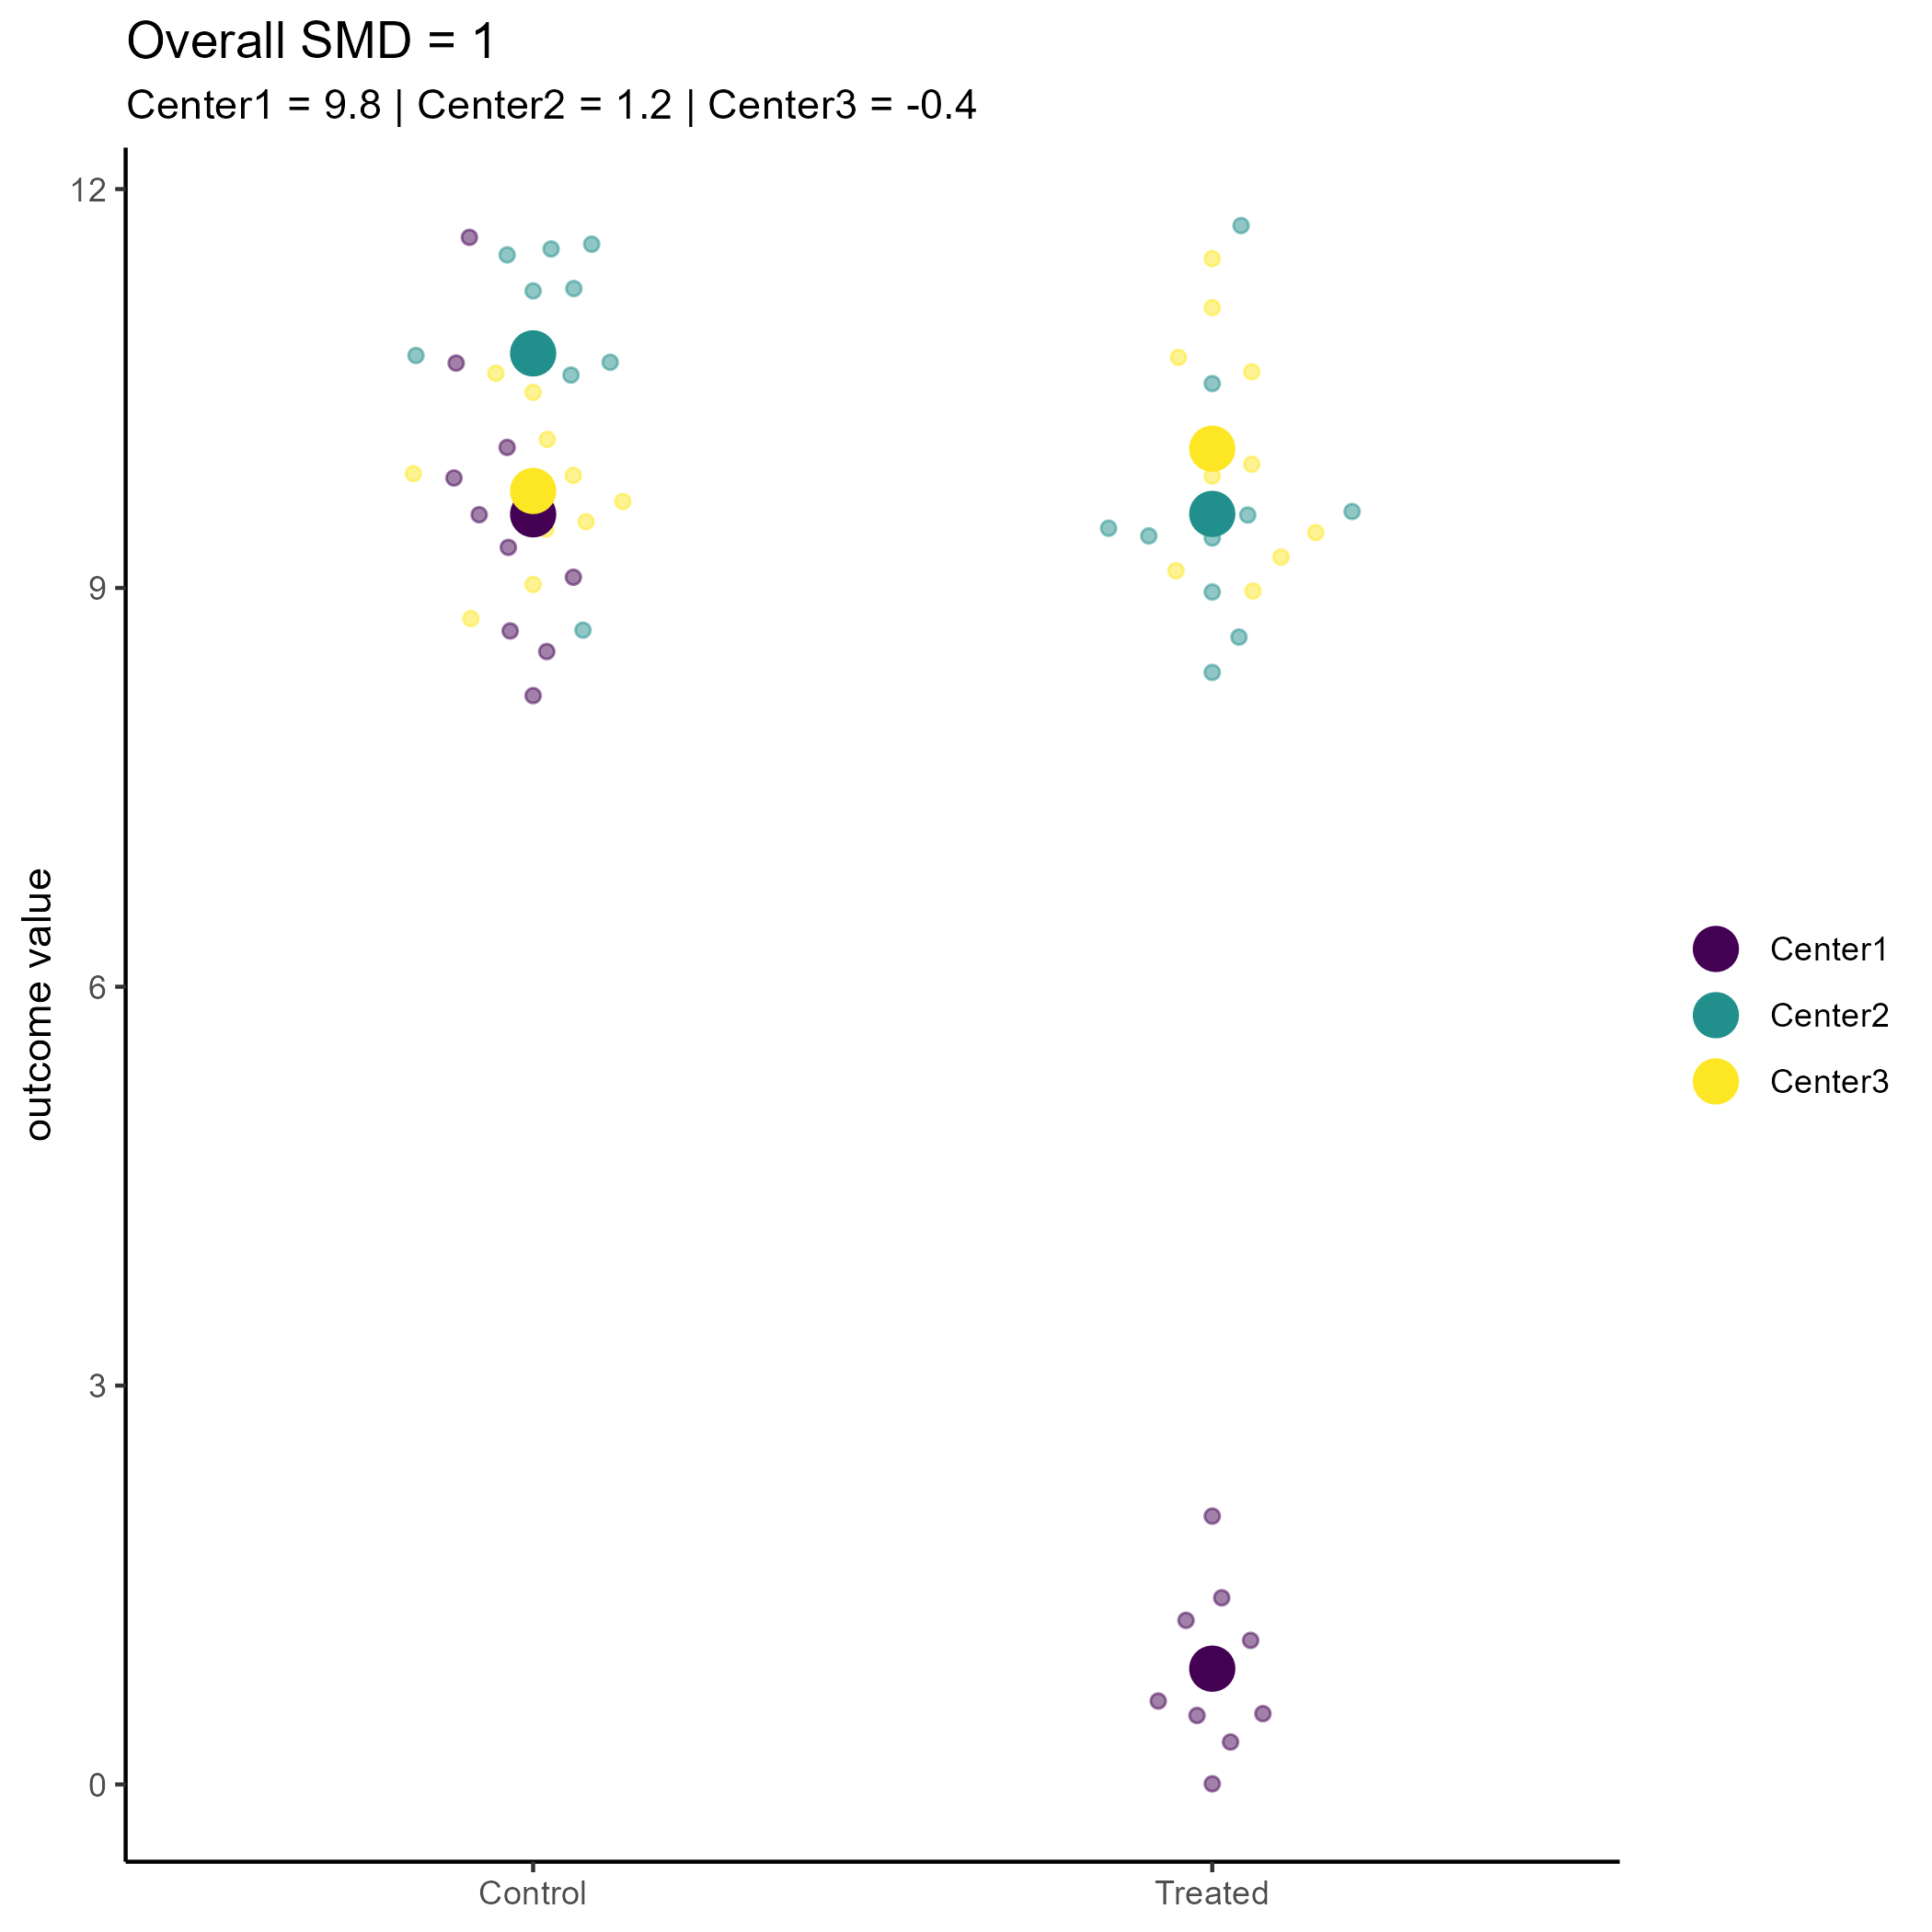 Overall SMD = 1
Center1 = 9.8 | Center2 = 1.2 | Center3 = -0.4
outcome value
12
9
6
3
0
Control
Treated
Center1
Center2
Center3